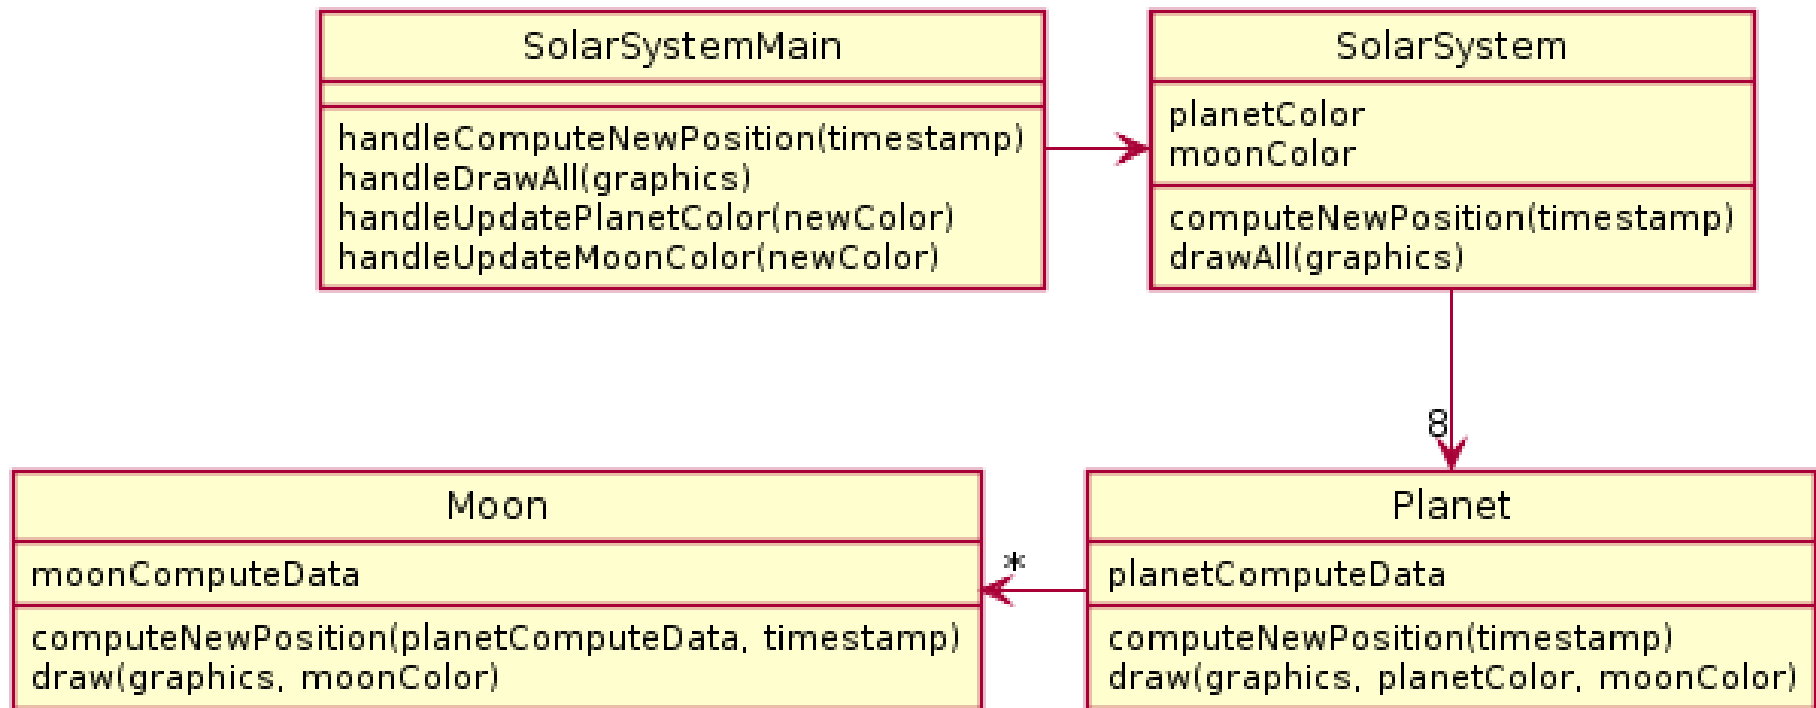 SolarSystemMain
handleComputeNewPosition(timestamp)
handleDrawAll(graphics)
handleUpdatePlanetColor(newColor)
handleUpdateMoonColor(newColor)
SolarSystem
planetColor
moonColor
computeNewPosition(timestamp)
drawAll(graphics)
8
Moon
moonComputeData
computeNewPosition(planetComputeData, timestamp)
draw(graphics, moonColor)
*
Planet
planetComputeData
computeNewPosition(timestamp)
draw(graphics, planetColor, moonColor)